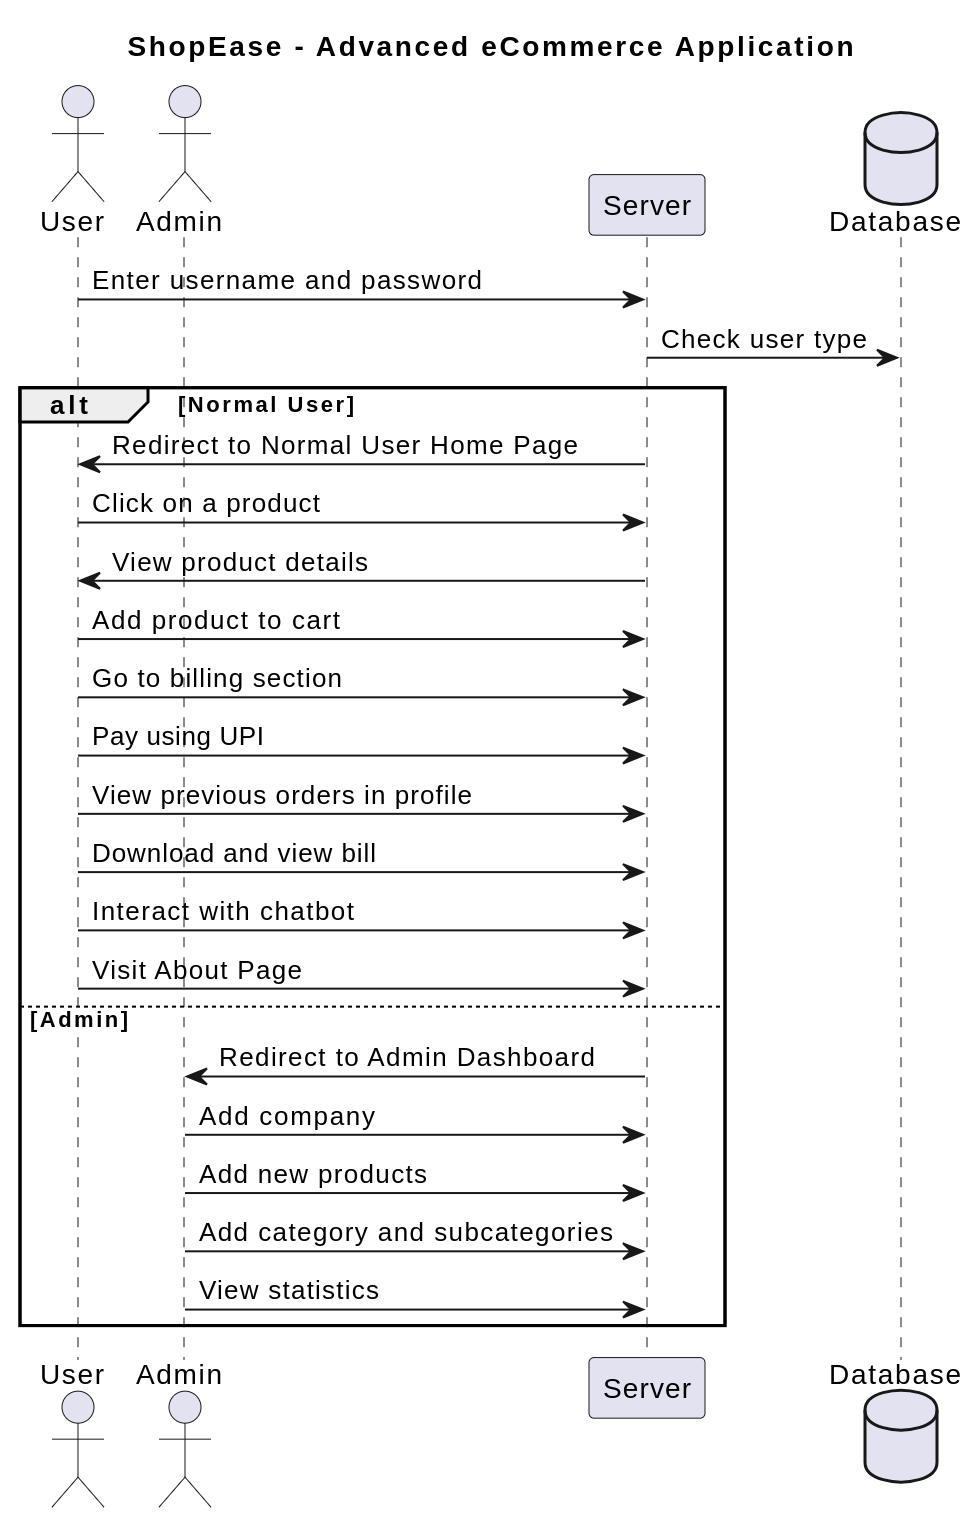 ShopEase - Advanced eCommerce Application
User Admin Server Database
Enter username and password
Check user type
alt [Normal User]
Redirect to Normal User Home Page
Click on a product
View product details
Add product to cart
Go to billing section
Pay using UPI
View previous orders in profile
Download and view bill
Interact with chatbot
Visit About Page
[Admin]
Redirect to Admin Dashboard
Add company
Add new products
Add category and subcategories
View statistics
User Admin Server Database